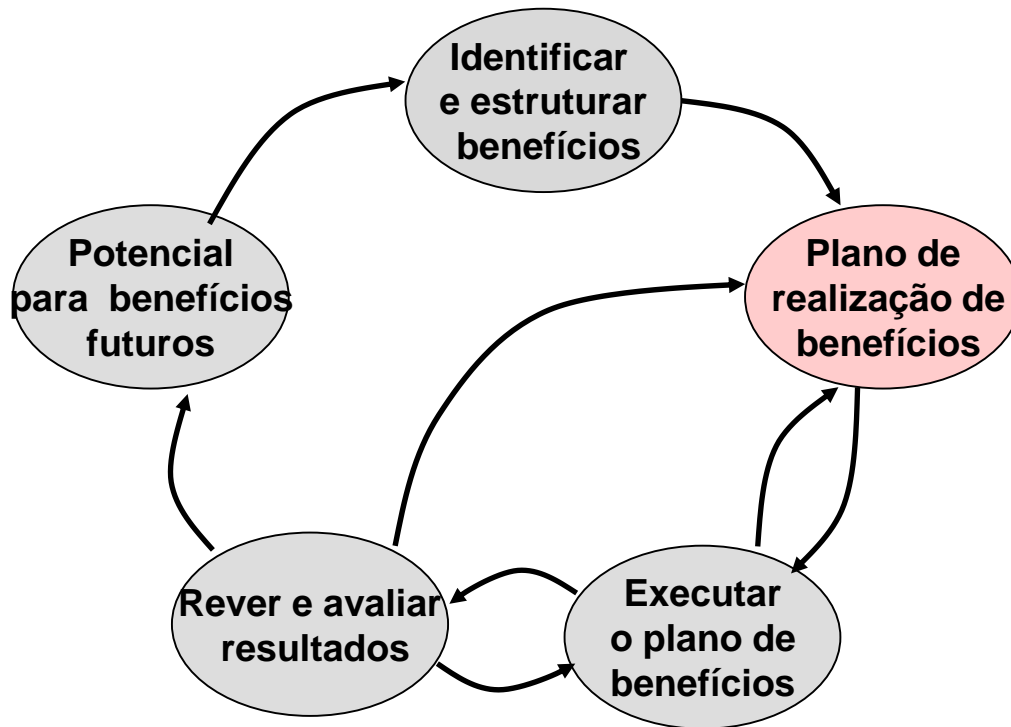 Identificar
e estruturar
benefícios
Potencial
para benefícios
futuros
Plano de
realização de
benefícios
Rever e avaliar
resultados
Executar
o plano de
benefícios